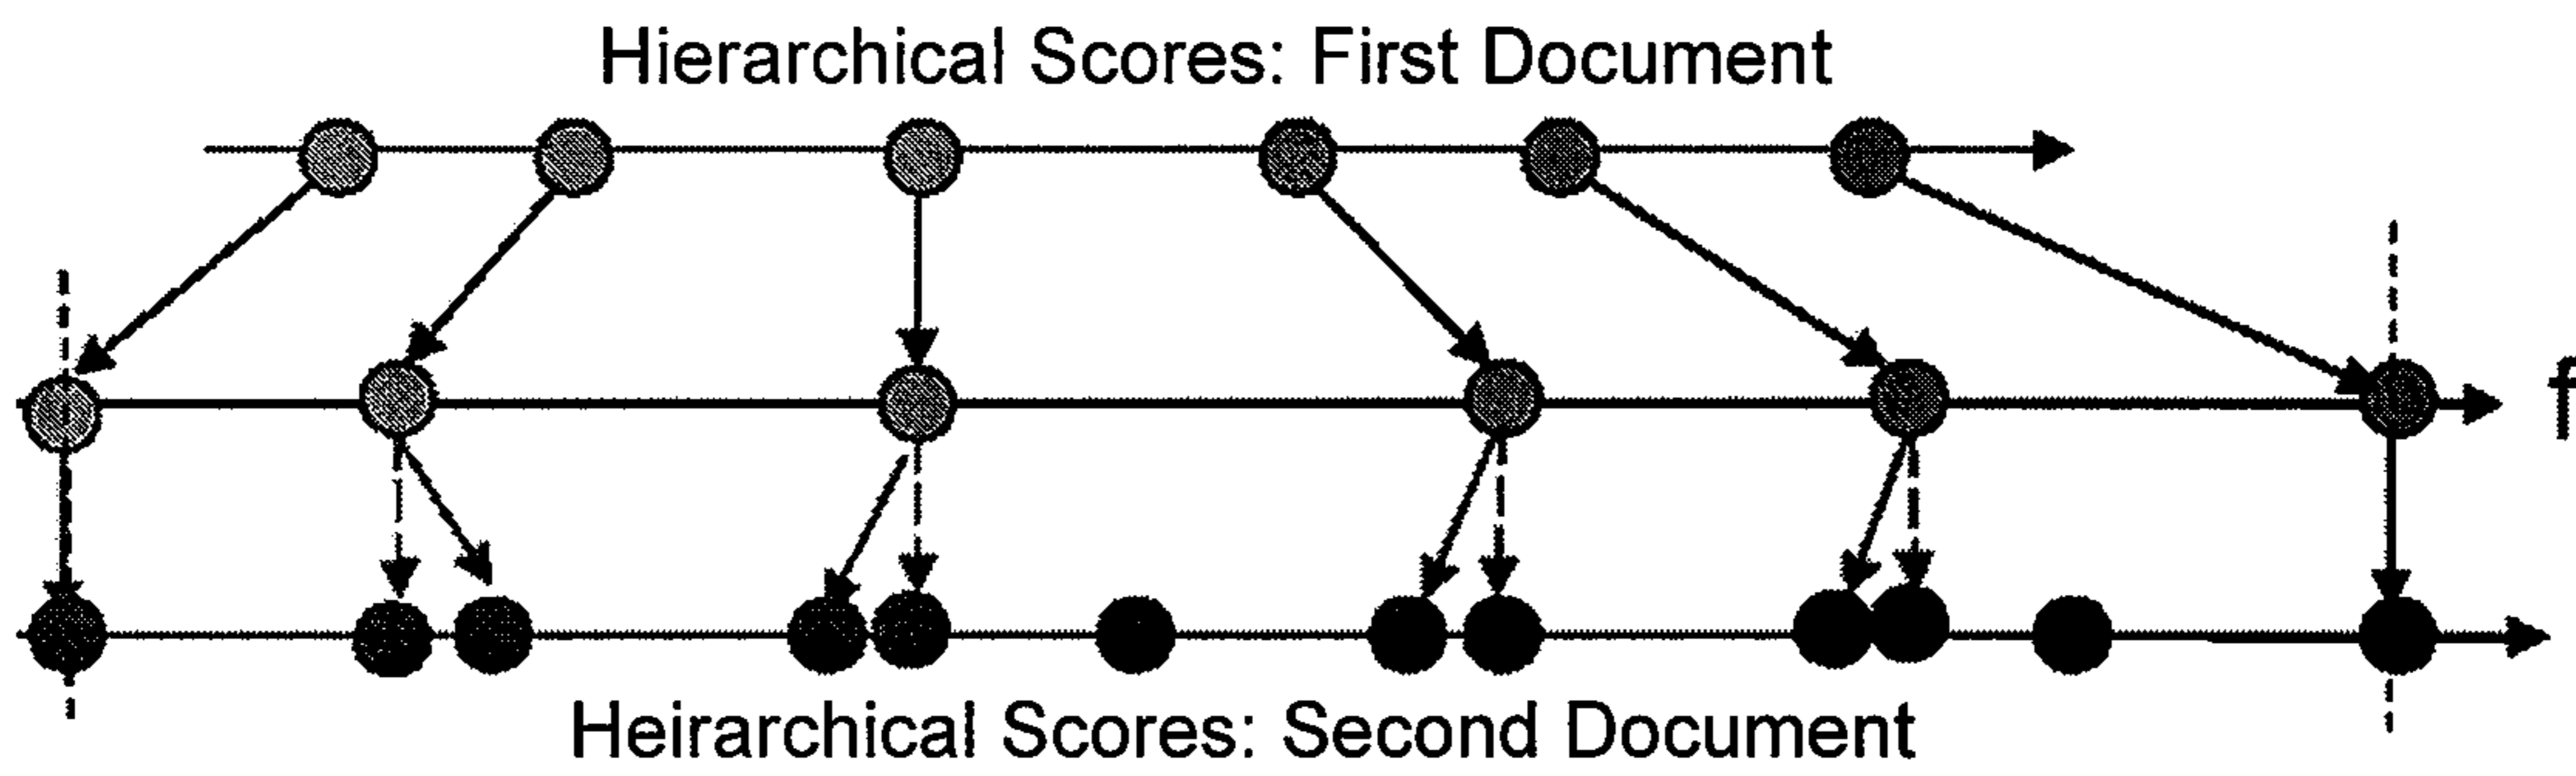 Hierarchical Scores: First Document
f
Heirarchical Scores: Second Document